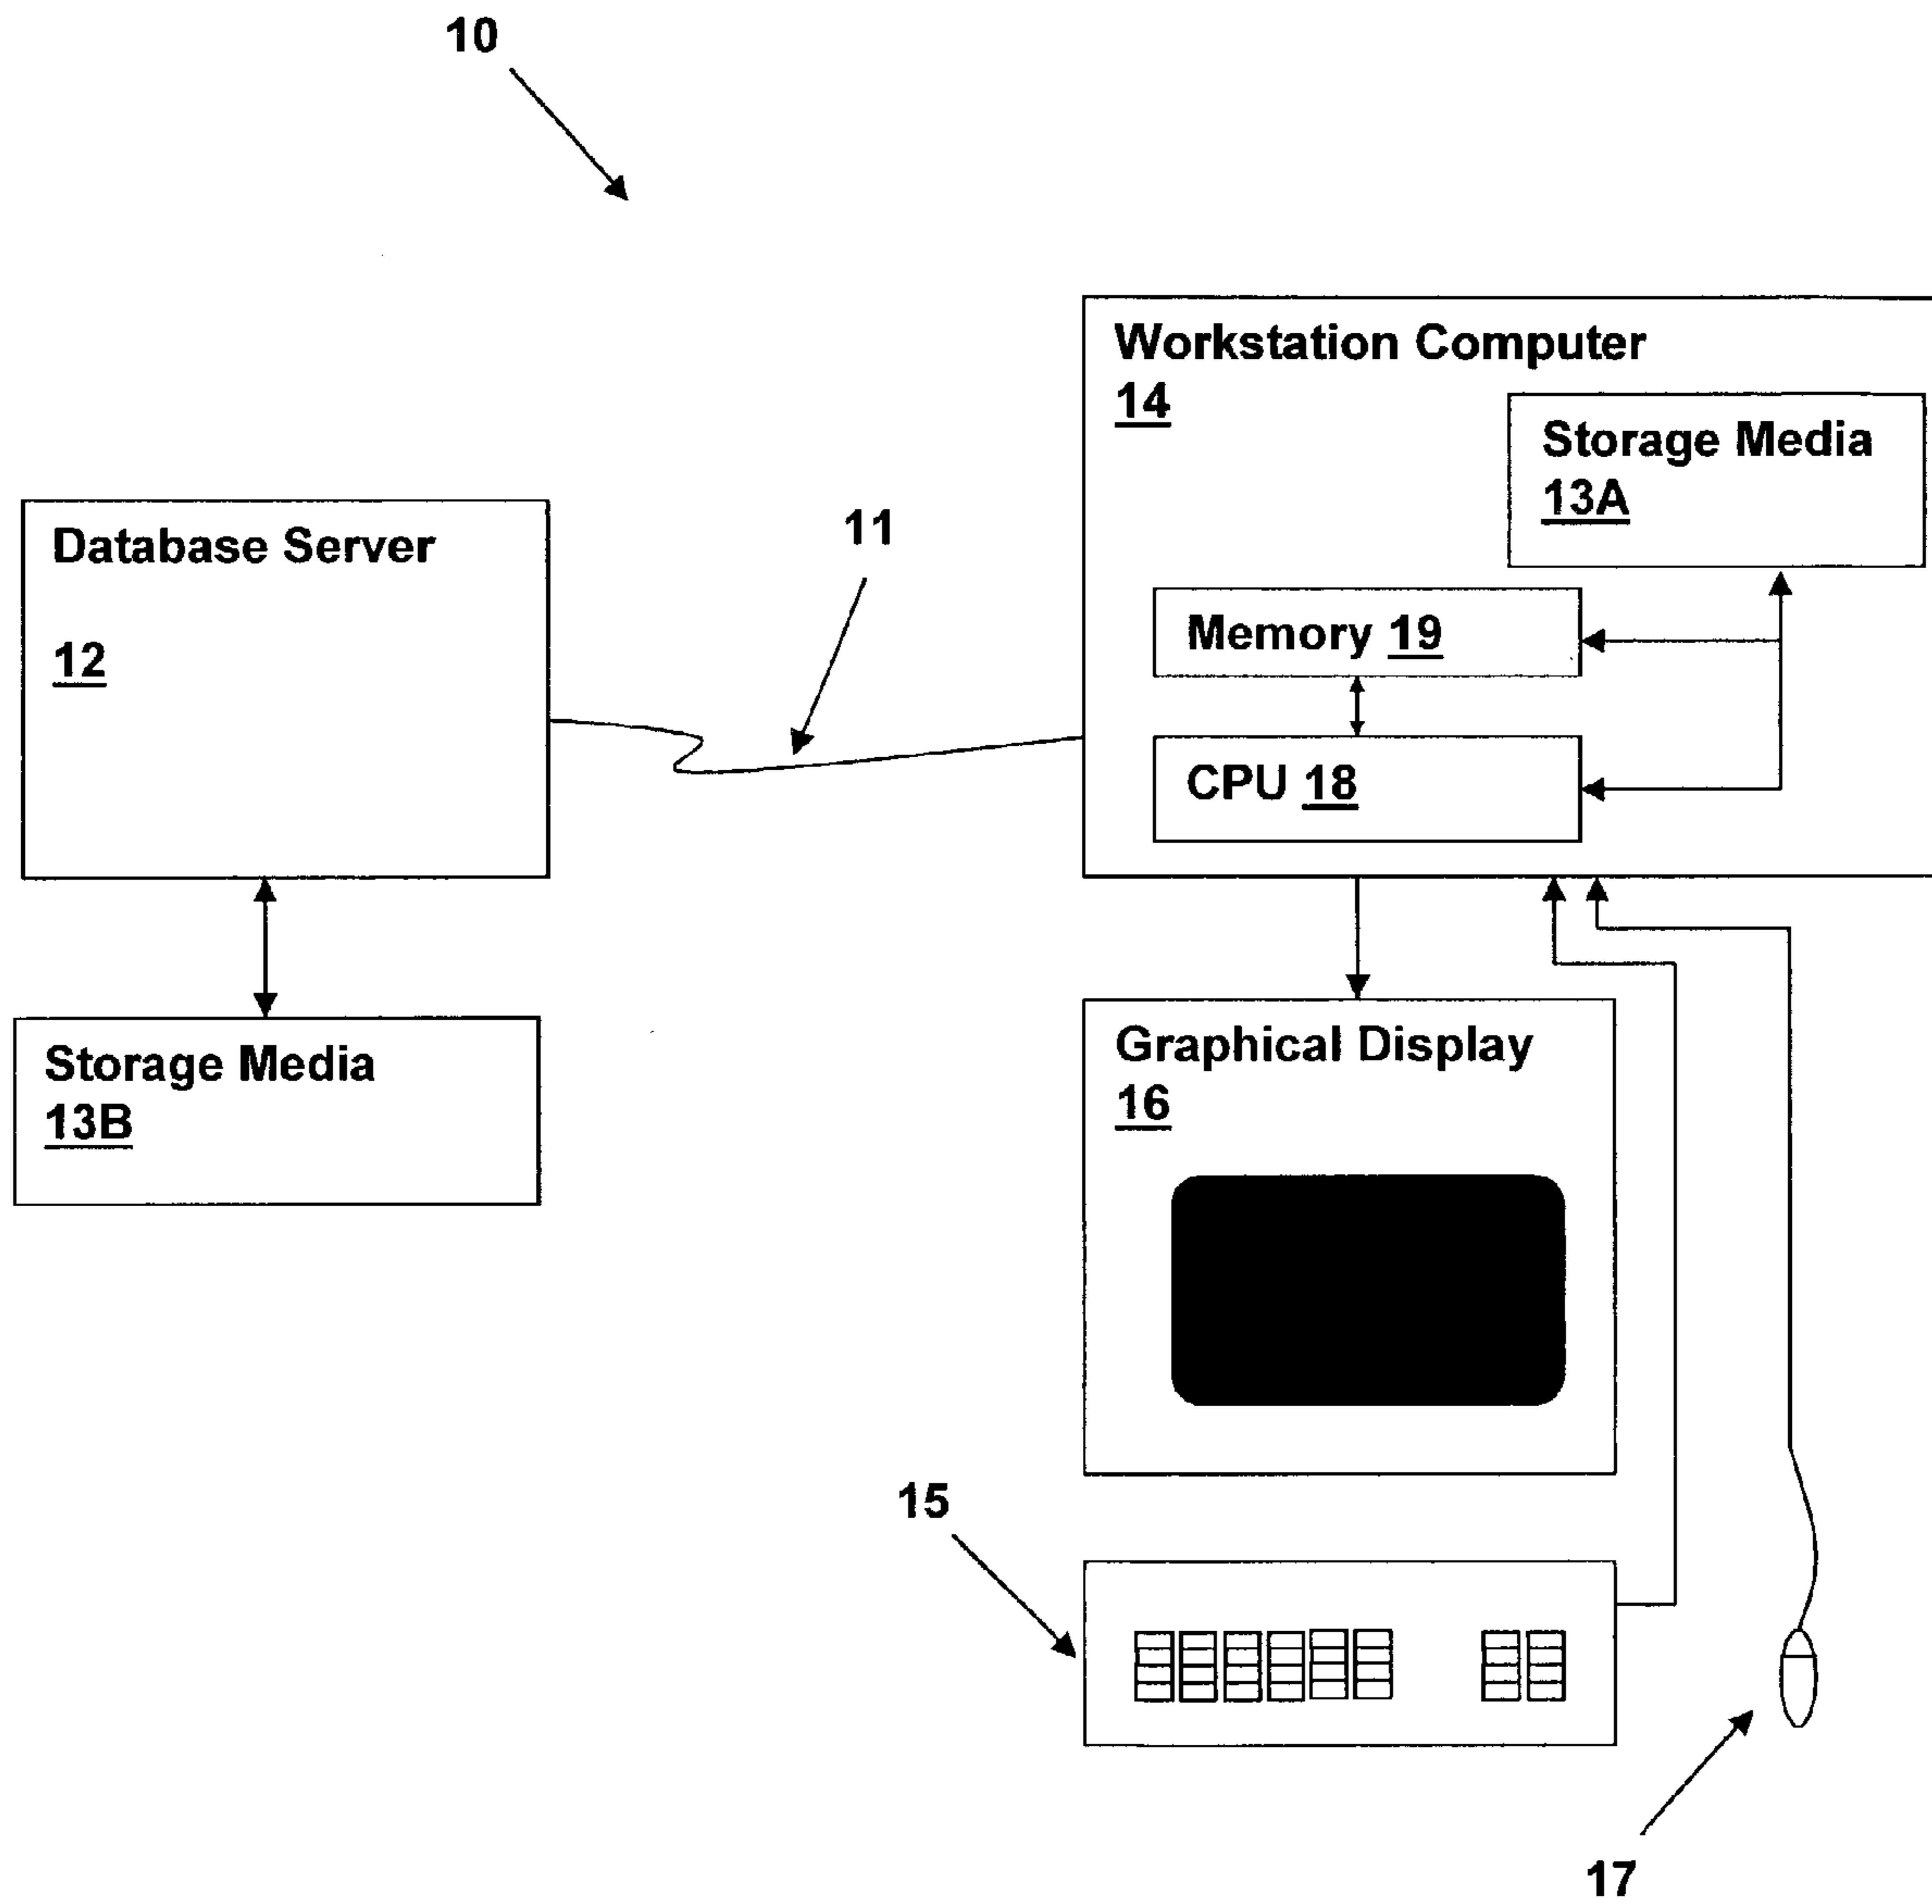 10
Workstation Computer
14
Storage Media
13A
Database Server
12
11
Memory 19
CPU 18
Storage Media
13B
Graphical Display
16
15
17